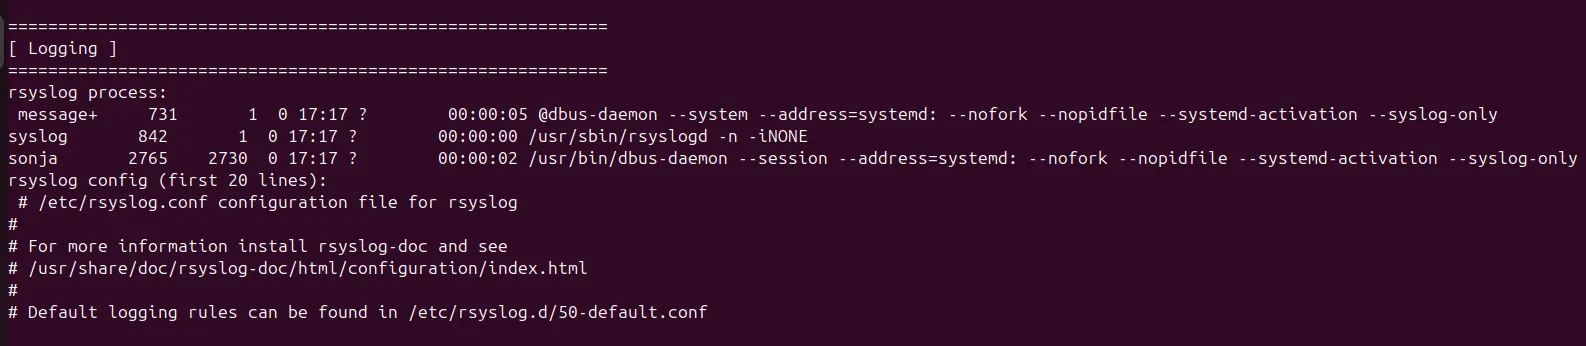 ============================================================
[ Logging ]
============================================================
rsyslog process:
 message+     731       1  0 17:17 ?        00:00:05 @dbus-daemon --system --address=systemd: --nofork --nopidfile --systemd-activation --syslog-only
syslog       842       1  0 17:17 ?        00:00:00 /usr/sbin/rsyslogd -n -iNONE
sonja       2765    2730  0 17:17 ?        00:00:02 /usr/bin/dbus-daemon --session --address=systemd: --nofork --nopidfile --systemd-activation --syslog-only
rsyslog config (first 20 lines):
 # /etc/rsyslog.conf configuration file for rsyslog
#
# For more information install rsyslog-doc and see
# /usr/share/doc/rsyslog-doc/html/configuration/index.html
#
# Default logging rules can be found in /etc/rsyslog.d/50-default.conf